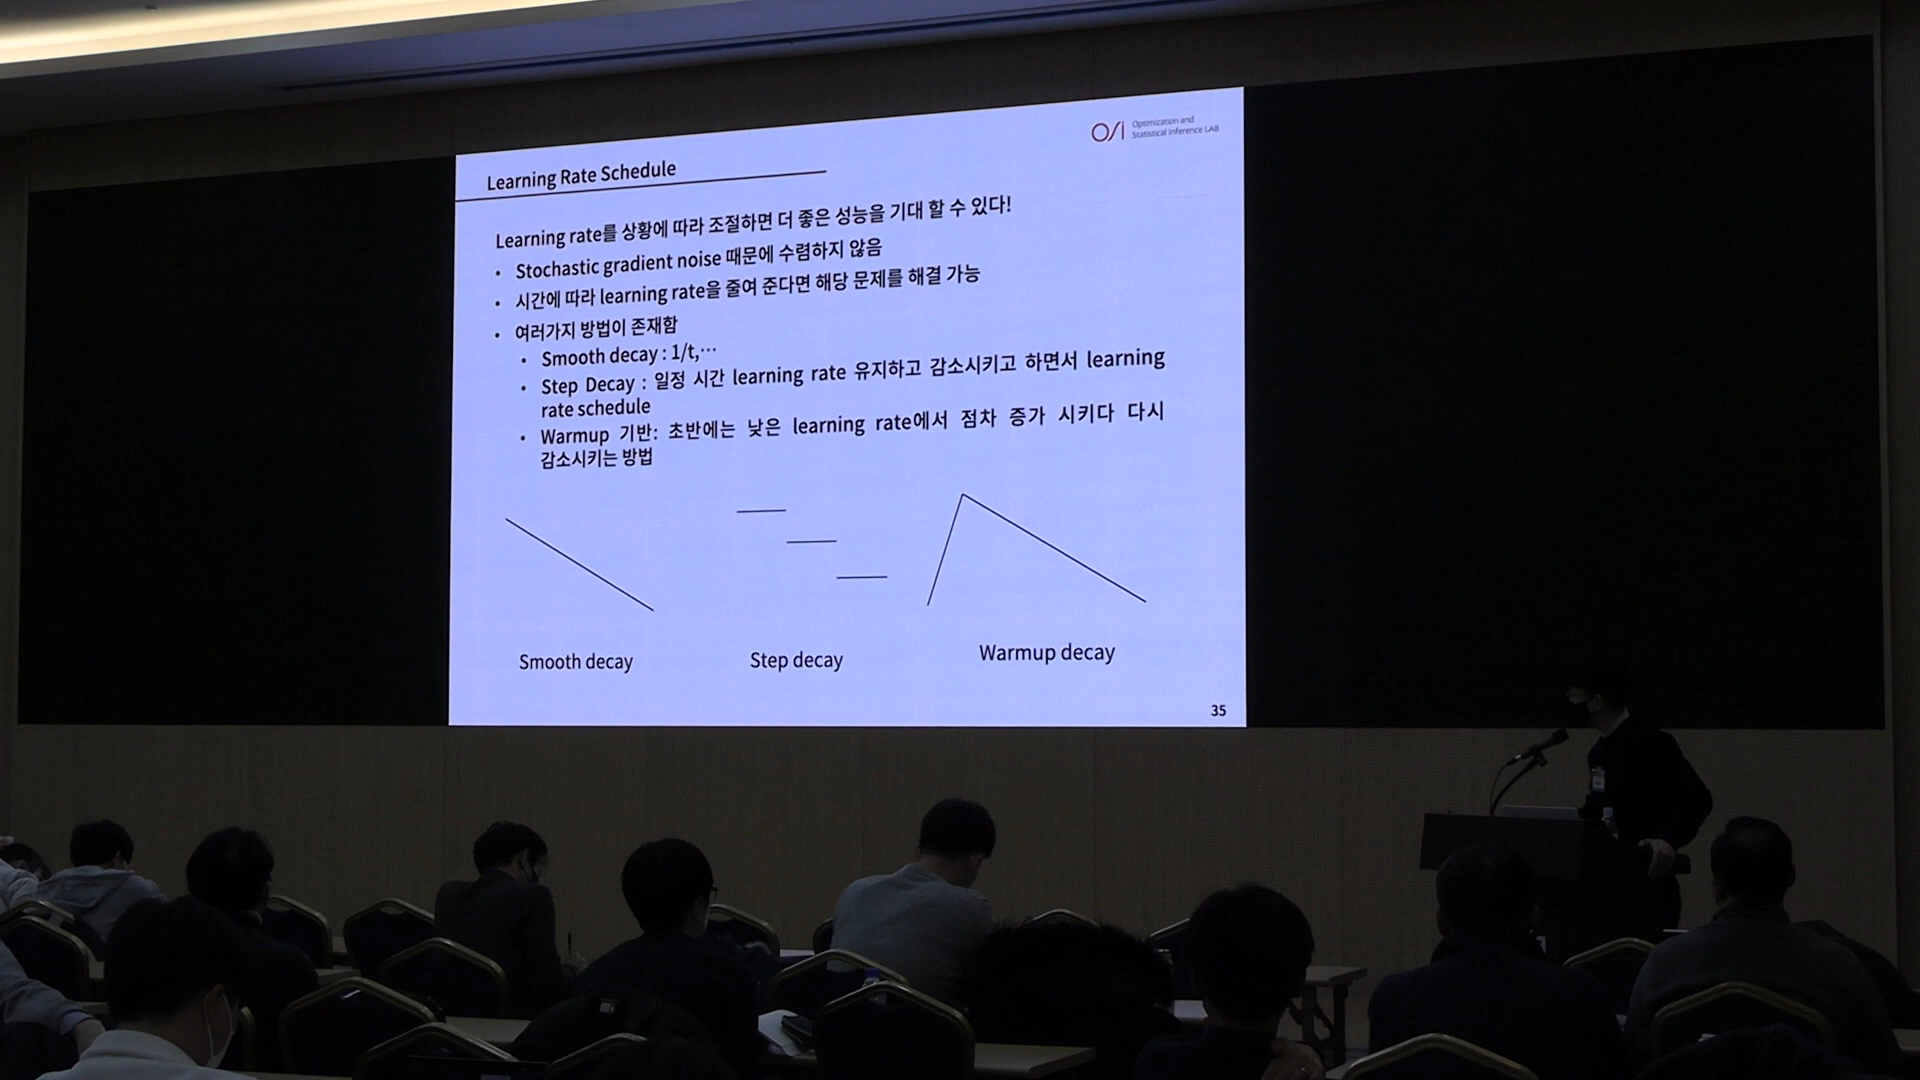 OSI
Optimization and
Statistical Inference LAB
Learning Rate Schedule
Learning rate를 상황에 따라 조절하면 더 좋은 성능을 기대 할 수 있다!
• Stochastic gradient noise 때문에 수렴하지 않음
• 시간에 따라 learning rate을 줄여 준다면 해당 문제를 해결 가능
• 여러가지 방법이 존재함
• Smooth decay : 1/t,…
• Step Decay : 일정 시간 learning rate 유지하고 감소시키고 하면서 learning
rate schedule
• Warmup 기반: 초반에는 낮은 learning rate에서 점차 증가 시키다 다시
감소시키는 방법
Smooth decay
Step decay
Warmup decay
35